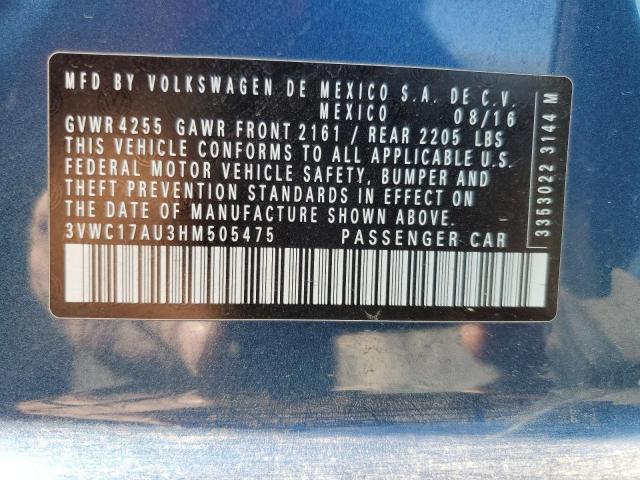 MFD BY VOLKSWAGEN DE MEXICO S.A. DE C.V.
MEXICO 08/16
GVWR 4255 GAWR FRONT 2161 / REAR 2205 LBS
THIS VEHICLE CONFORMS TO ALL APPLICABLE U.S.
FEDERAL MOTOR VEHICLE SAFETY, BUMPER AND
THEFT PREVENTION STANDARDS IN EFFECT ON
THE DATE OF MANUFACTURE SHOWN ABOVE.
3VWC17AU3HM505475 PASSENGER CAR
3353022 3144 M